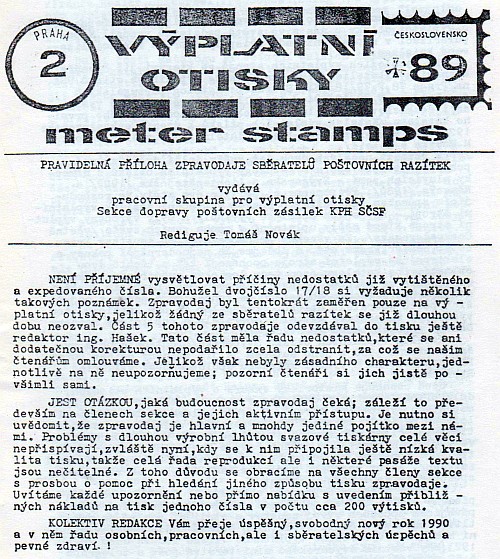 PRAHA
2
VÝPLATNÍ
OTISKY
ČESKOSLOVENSKO
89
meter stamps
PRAVIDELNÁ PŘÍLOHA ZPRAVODAJE SBĚRATELŮ POŠTOVNÍCH RAZÍTEK
vydává
pracovní skupina pro výplatní otisky
Sekce dopravy poštovních zásilek KPH SČSF
Rediguje Tomáš Novák
NENÍ PŘÍJEMNÉ vysvětlovat příčiny nedostatků již vytištěného
a expedovaného čísla. Bohužel dvojčíslo 17/18 si vyžaduje několik
takových poznámek. Zpravodaj byl tentokrát zaměřen pouze na vý -
platní otisky,jelikož žádný ze sběratelů razítek se již dlouhou
dobu neozval. Část 5 tohoto zpravodaje odevzdával do tisku ještě
redaktor ing. Hašek. Tato část měla řadu nedostatků,které se ani
dodatečnou korekturou nepodařilo zcela odstranit,za což se našim
čtenářům omlouváme. Jelikož však nebyly zásadního charakteru,jed-
notlivě na ně neupozorňujeme; pozorní čtenáři si jich jistě po -
všimli sami.
JEST OTÁZKOU,jaká budoucnost zpravodaj čeká; záleží to pře-
devším na členech sekce a jejich aktivním přístupu. Je nutno si
uvědomit,že zpravodaj je hlavní a mnohdy jediné pojítko mezi ná-
mi. Problémy s dlouhou výrobní lhůtou svazové tiskárny celé věci
nepřispívají,zvláště nyní,kdy se k nim připojila ještě nízká kva-
lita tisku,takže celá řada reprodukcí ale i některé pasáže textu
jsou nečitelné. Z toho důvodu se obracíme na všechny členy sekce
s prosbou o pomoc při hledání jiného způsobu tisku zpravodaje.
Uvítáme každé upozornění nebo přímo nabídku s uvedením přibliž -
ných nákladů na tisk jednoho čísla v počtu cca 200 výtisků.
KOLEKTIV REDAKCE Vám přeje úspěšný,svobodný nový rok 1990
a v něm řadu osobních,pracovních,ale i sběratelských úspěchů a
pevné zdraví. !